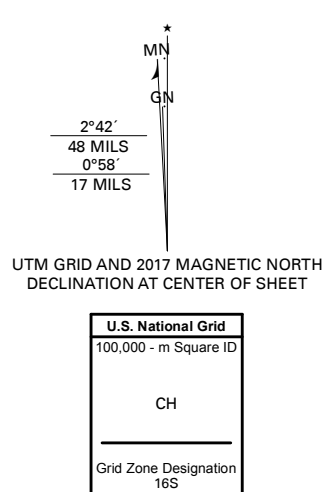 MN
GN
2°42´
48 MILS
0°58´
17 MILS
UTM GRID AND 2017 MAGNETIC NORTH
DECLINATION AT CENTER OF SHEET
U.S. National Grid
100,000 - m Square ID
CH
Grid Zone Designation
16S